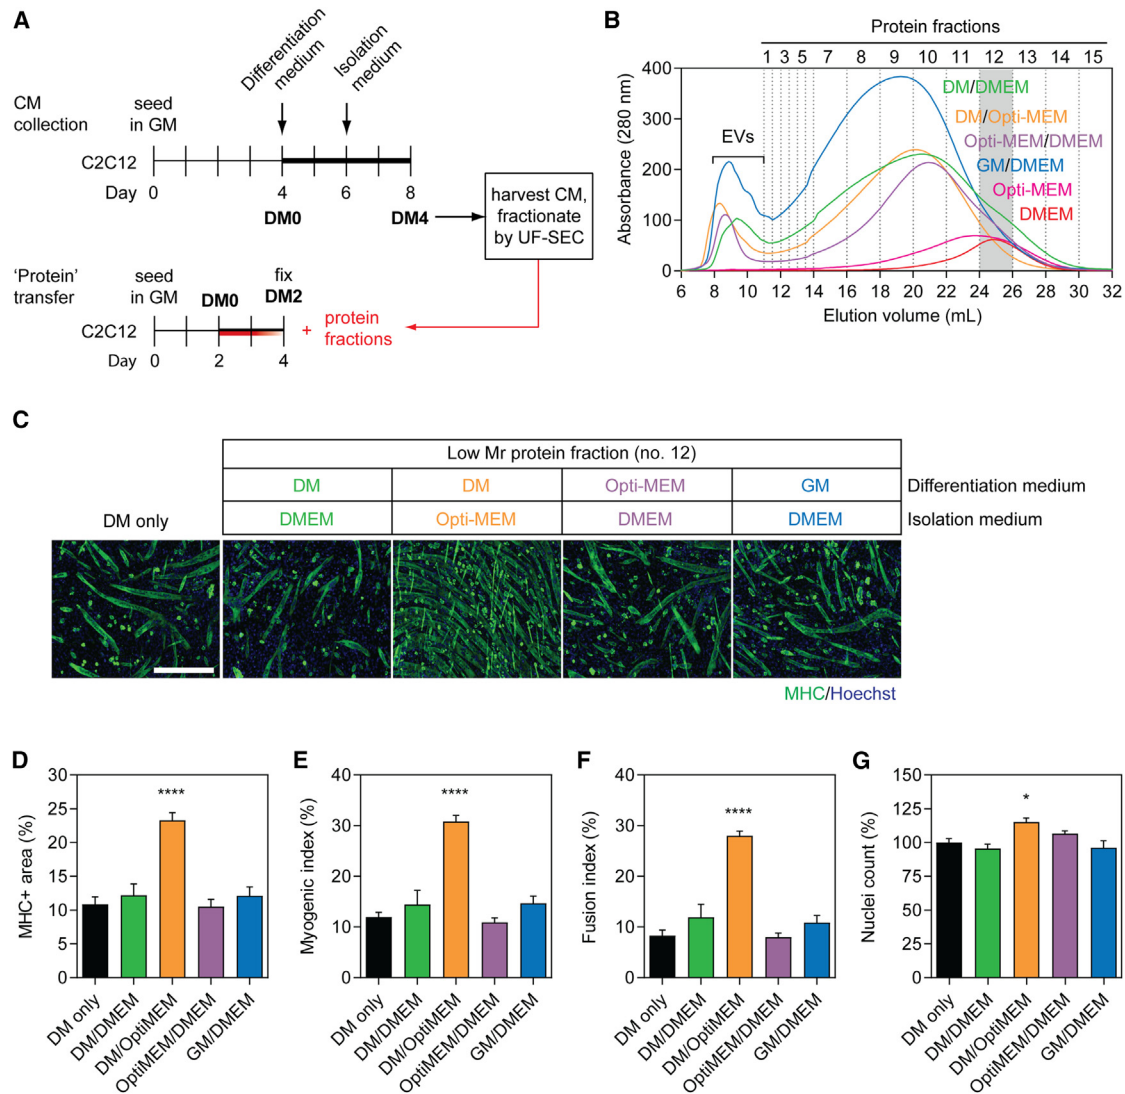 A
Differentiation
medium
Isolation
medium
CM
collection
seed
in GM
C2C12
Day
0
4
6
8
DM0
DM4
harvest CM,
fractionate
by UF-SEC
'Protein'
transfer
seed
in GM
DM0
fix
DM2
C2C12
+ protein
fractions
Day
0
2
4
B
Protein fractions
1 3 5 7 8 9 10 11 12 13 14 15
400
300
200
100
0
Absorbance (280 nm)
EVs
DM/DMEM
DM/Opti-MEM
Opti-MEM/DMEM
GM/DMEM
Opti-MEM
DMEM
6 8 10 12 14 16 18 20 22 24 26 28 30 32
Elution volume (mL)
C
Low Mr protein fraction (no. 12)
DM DM Opti-MEM GM Differentiation medium
DM only DMEM Opti-MEM DMEM DMEM Isolation medium
MHC/Hoechst
D
MHC+ area (%)
30
25
20
15
10
5
0
****
DM only
DM/DMEM
DM/OptiMEM
OptiMEM/DMEM
GM/DMEM
E
Myogenic index (%)
40
30
20
10
0
****
DM only
DM/DMEM
DM/OptiMEM
OptiMEM/DMEM
GM/DMEM
F
Fusion index (%)
40
30
20
10
0
****
DM only
DM/DMEM
DM/OptiMEM
OptiMEM/DMEM
GM/DMEM
G
Nuclei count (%)
150
125
100
75
50
25
0
*
DM only
DM/DMEM
DM/OptiMEM
OptiMEM/DMEM
GM/DMEM